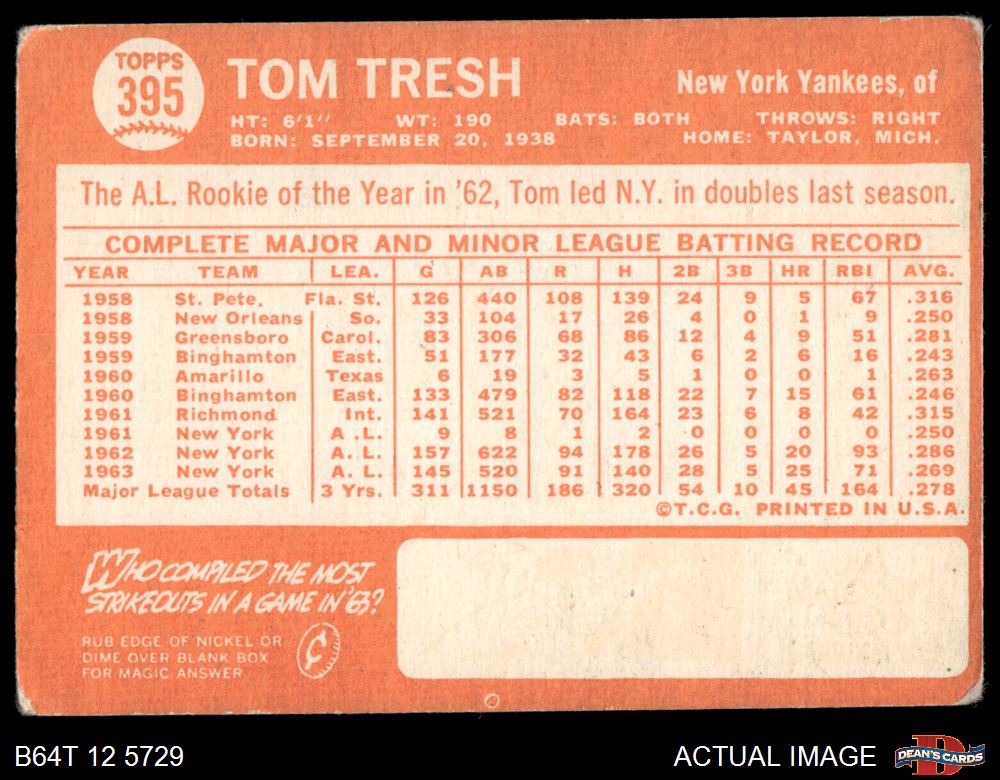 TOPPS
395
TOM TRESH
New York Yankees, of
HT: 6'1" WT: 190 BATS: BOTH THROWS: RIGHT
BORN: SEPTEMBER 20, 1938 HOME: TAYLOR, MICH.
The A.L. Rookie of the Year in '62, Tom led N.Y. in doubles last season.
COMPLETE MAJOR AND MINOR LEAGUE BATTING RECORD
YEAR TEAM LEA. G AB R H 2B 3B HR RBI AVG.
1958 St. Pete. Fla. St. 126 440 108 139 24 9 5 67 .316
1958 New Orleans So. 33 104 17 26 4 0 1 9 .250
1959 Greensboro Carol. 83 306 68 86 12 4 9 51 .281
1959 Binghamton East. 51 177 32 43 6 2 6 16 .243
1960 Amarillo Texas 6 19 3 5 1 0 0 1 .263
1960 Binghamton East. 133 479 82 118 22 7 15 61 .246
1961 Richmond Int. 141 521 70 164 23 6 8 42 .315
1961 New York A .L. 9 8 1 2 0 0 0 0 .250
1962 New York A. L. 157 622 94 178 26 5 20 93 .286
1963 New York A. L. 145 520 91 140 28 5 25 71 .269
Major League Totals 3 Yrs. 311 1150 186 320 54 10 45 164 .278
©T.C.G. PRINTED IN U.S.A.
WHO COMPILED THE MOST
STRIKEOUTS IN A GAME IN '63?
RUB EDGE OF NICKEL OR
DIME OVER BLANK BOX
FOR MAGIC ANSWER
¢
B64T 12 5729
ACTUAL IMAGE
D
DEAN'S CARDS